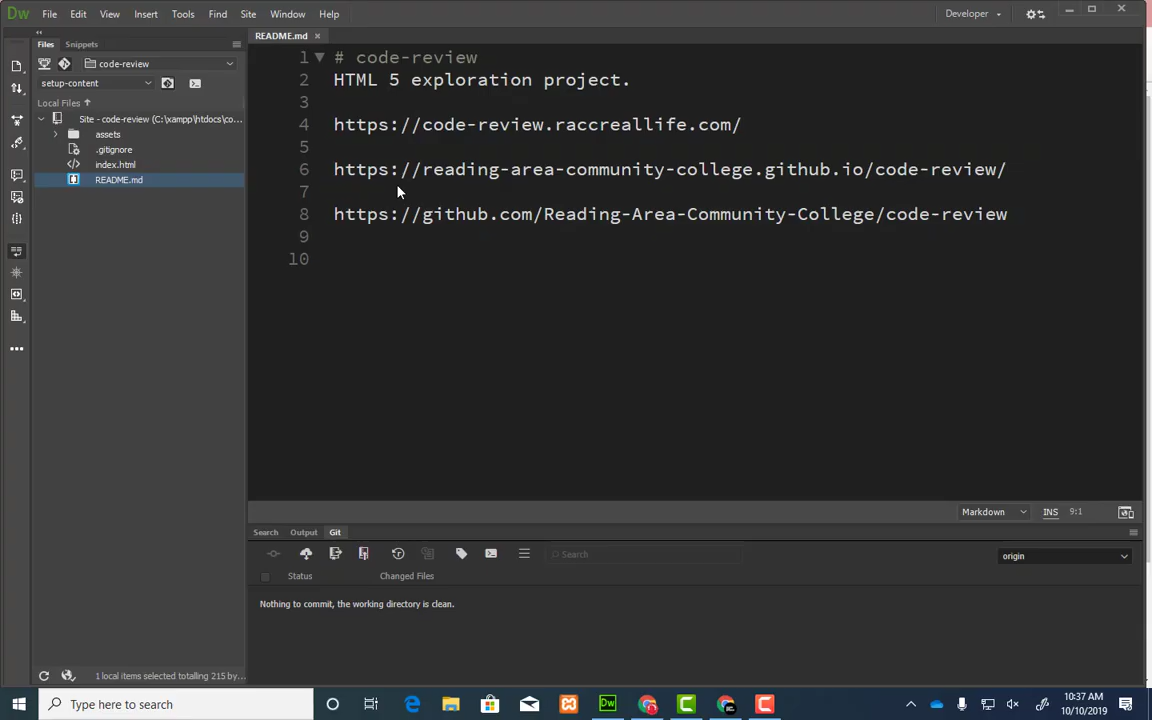 Dw File Edit View Insert Tools Find Site Window Help Developer
Files Snippets README.md ×
code-review
setup-content
Local Files
Site - code-review (C:\xampp\htdocs\co...
assets
.gitignore
index.html
README.md
1 # code-review
2 HTML 5 exploration project.
3
4 https://code-review.raccreallife.com/
5
6 https://reading-area-community-college.github.io/code-review/
7
8 https://github.com/Reading-Area-Community-College/code-review
9
10
Markdown INS 9:1
Search Output Git
Search origin
Status Changed Files
Nothing to commit, the working directory is clean.
1 local items selected totalling 215 by...
Type here to search
Dw
10:37 AM
10/10/2019